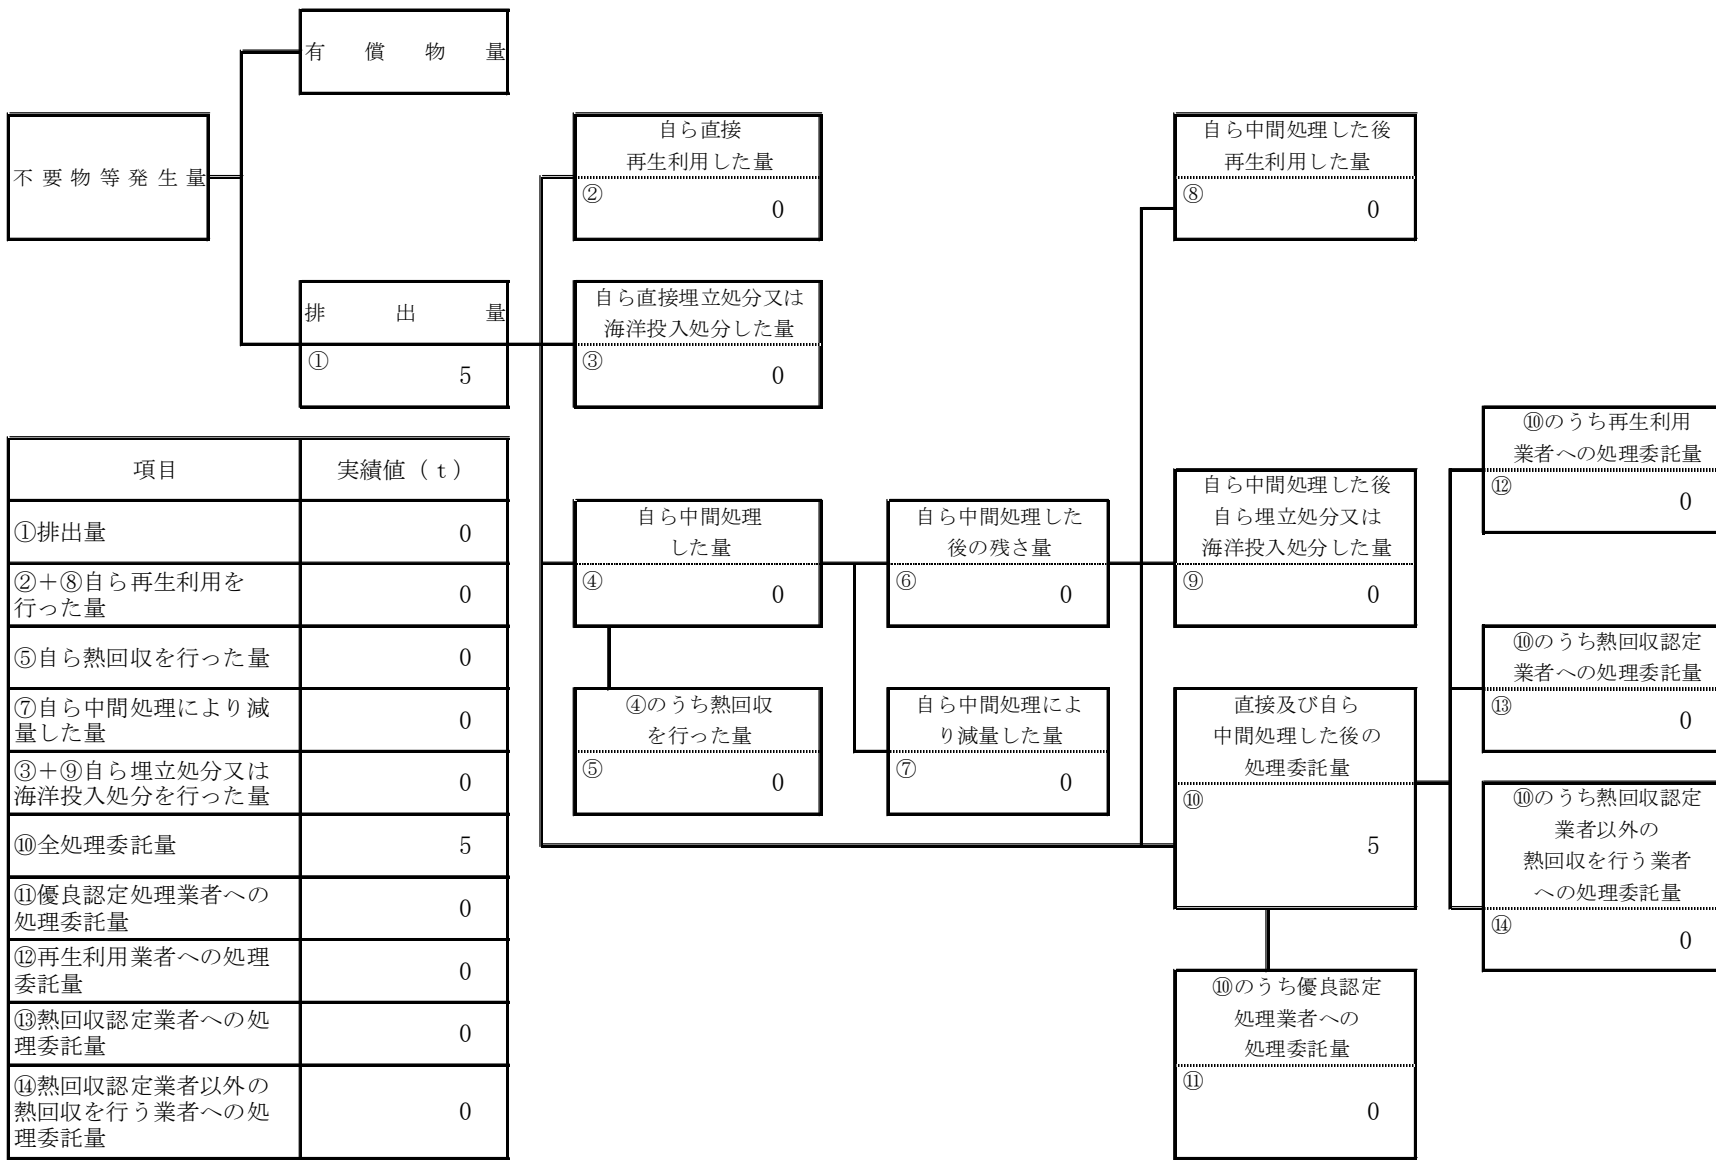 有償物量
不要物等発生量
排出量
①
5
自ら直接
再生利用した量
②
0
自ら直接埋立処分又は
海洋投入処分した量
③
0
自ら中間処理
した量
④
0
④のうち熱回収
を行った量
⑤
0
自ら中間処理した
後の残さ量
⑥
0
自ら中間処理によ
り減量した量
⑦
0
自ら中間処理した後
再生利用した量
⑧
0
自ら中間処理した後
自ら埋立処分又は
海洋投入処分した量
⑨
0
直接及び自ら
中間処理した後の
処理委託量
⑩
5
⑩のうち優良認定
処理業者への
処理委託量
⑪
0
⑩のうち再生利用
業者への処理委託量
⑫
0
⑩のうち熱回収認定
業者への処理委託量
⑬
0
⑩のうち熱回収認定
業者以外の
熱回収を行う業者
への処理委託量
⑭
0
項目 実績値（ｔ）
①排出量 0
②＋⑧自ら再生利用を
行った量 0
⑤自ら熱回収を行った量 0
⑦自ら中間処理により減
量した量 0
③＋⑨自ら埋立処分又は
海洋投入処分を行った量 0
⑩全処理委託量 5
⑪優良認定処理業者への
処理委託量 0
⑫再生利用業者への処理
委託量 0
⑬熱回収認定業者への処
理委託量 0
⑭熱回収認定業者以外の
熱回収を行う業者への処
理委託量 0